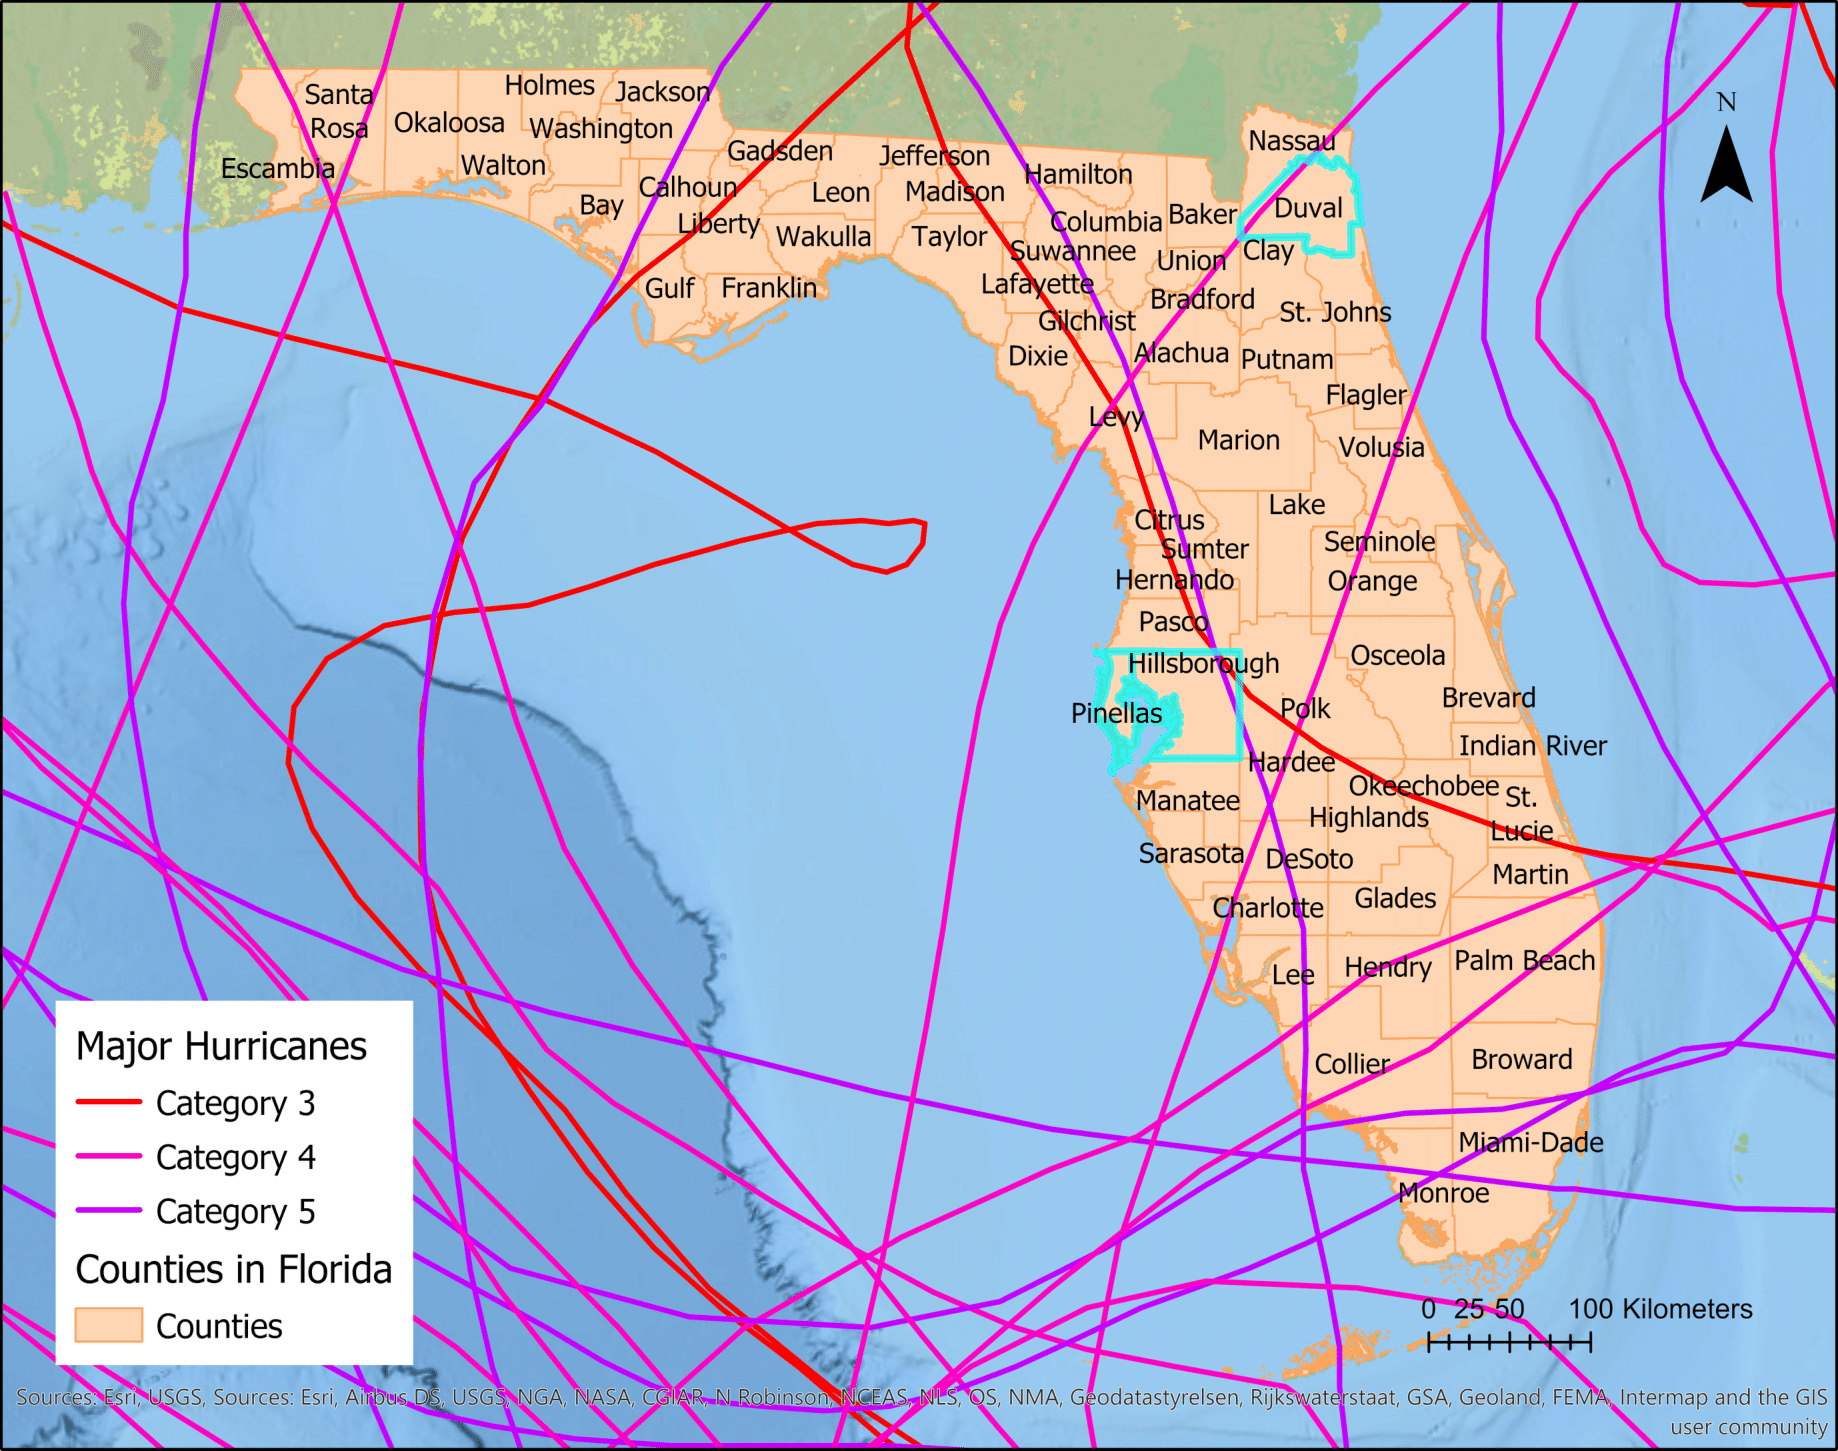 N
Santa
Rosa
Holmes
Jackson
Okaloosa
Washington
Escambia
Walton
Bay
Calhoun
Liberty
Gadsden
Leon
Wakulla
Gulf
Franklin
Jefferson
Madison
Taylor
Hamilton
Columbia
Suwannee
Lafayette
Gilchrist
Dixie
Baker
Union
Bradford
Alachua
Nassau
Duval
Clay
St. Johns
Putnam
Flagler
Levy
Marion
Volusia
Citrus
Sumter
Hernando
Pasco
Lake
Seminole
Orange
Hillsborough
Pinellas
Polk
Osceola
Brevard
Indian River
Hardee
Okeechobee
St.
Lucie
Manatee
Highlands
Sarasota
DeSoto
Martin
Charlotte
Glades
Lee
Hendry
Palm Beach
Collier
Broward
Miami-Dade
Monroe
Major Hurricanes
Category 3
Category 4
Category 5
Counties in Florida
Counties
0 25 50 100 Kilometers
Sources: Esri, USGS, Sources: Esri, Airbus DS, USGS, NGA, NASA, CGIAR, N Robinson, NCEAS, NLS, OS, NMA, Geodatastyrelsen, Rijkswaterstaat, GSA, Geoland, FEMA, Intermap and the GIS
user community